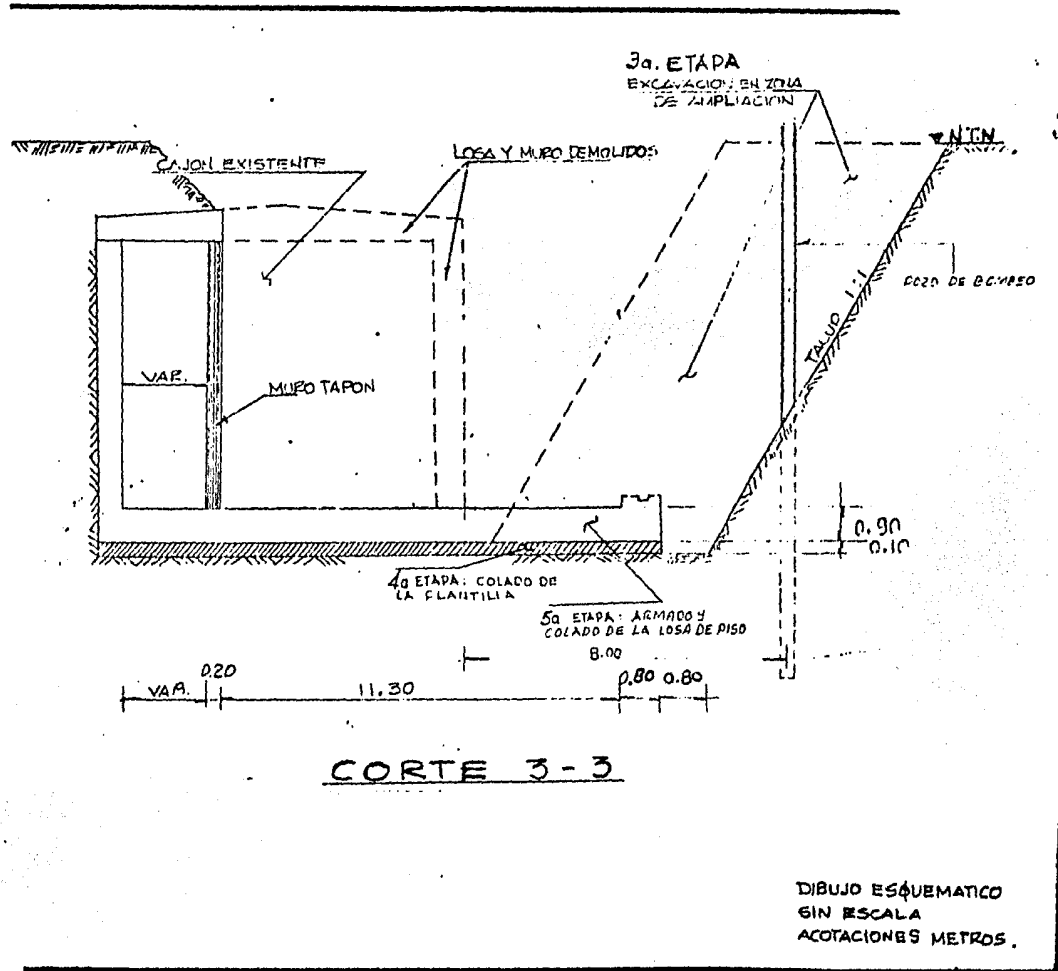 3a. ETAPA
EXCAVACION EN ZONA
DE AMPLIACION
N.T.N.
CAJON EXISTENTE
LOSA Y MURO DEMOLIDOS
POZO DE BOMBEO
TALUD 1:1
VAR.
MURO TAPON
0.90
0.10
4a ETAPA: COLADO DE
LA PLANTILLA
5a ETAPA: ARMADO Y
COLADO DE LA LOSA DE PISO
8.00
VAR.
0.20
11.30
0.80
0.80
CORTE 3-3
DIBUJO ESQUEMATICO
SIN ESCALA
ACOTACIONES METROS.